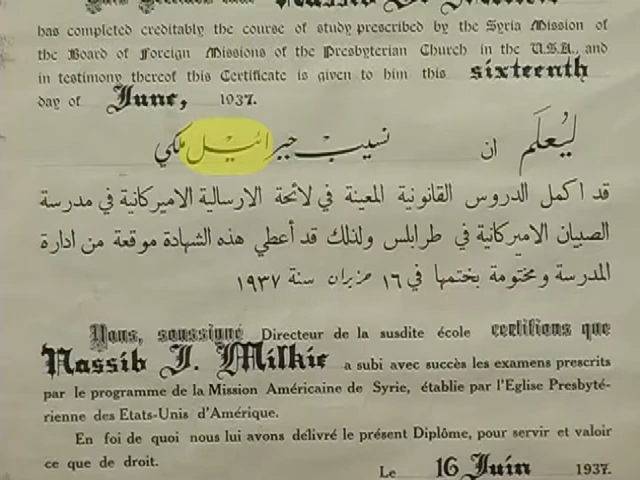 has completed creditably the course of study prescribed by the Syria Mission of
the Board of Foreign Missions of the Presbyterian Church in the U.S.A., and
in testimony thereof this Certificate is given to him this sixteenth
day of June, 1937.
ليُعلَم ان نسيب جبرائيل ملكي
قد اكمل الدروس القانونية المعينة في لائحة الارسالية الاميركانية في مدرسة
الصبيان الاميركانية في طرابلس ولذلك قد أعطي هذه الشهادة موقعة من ادارة
المدرسة ومختومة بختمها في ١٦ حزيران سنة ١٩٣٧
Nous, soussigné Directeur de la susdite école certifions que
Nassib J. Milkie a subi avec succès les examens prescrits
par le programme de la Mission Américaine de Syrie, établie par l'Eglise Presbyté-
rienne des Etats-Unis d'Amérique.
En foi de quoi nous lui avons délivré le présent Diplôme, pour servir et valoir
ce que de droit.
Le 16 Juin 1937.